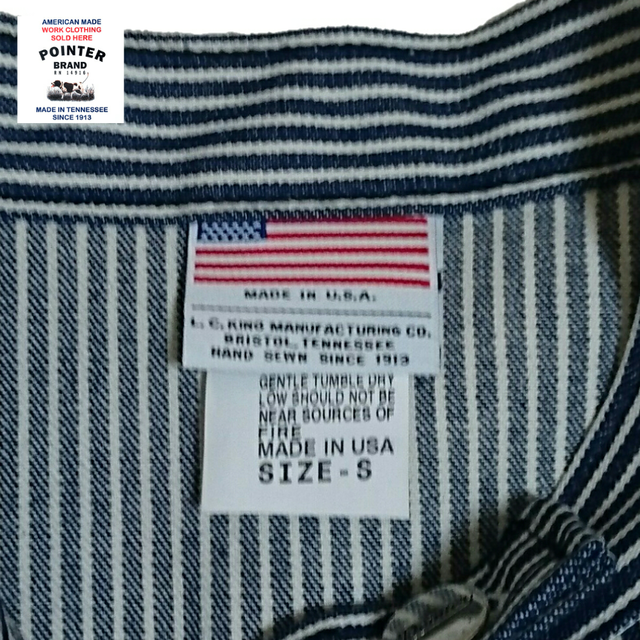 AMERICAN MADE
WORK CLOTHING
SOLD HERE
POINTER
BRAND
MADE IN TENNESSEE
SINCE 1913
MADE IN U.S.A.
L. C. KING MANUFACTURING CO.
BRISTOL, TENNESSEE
HAND SEWN SINCE 1913
GENTLE TUMBLE DRY
LOW SHOULD NOT BE
NEAR SOURCES OF
FIRE
MADE IN USA
SIZE - S